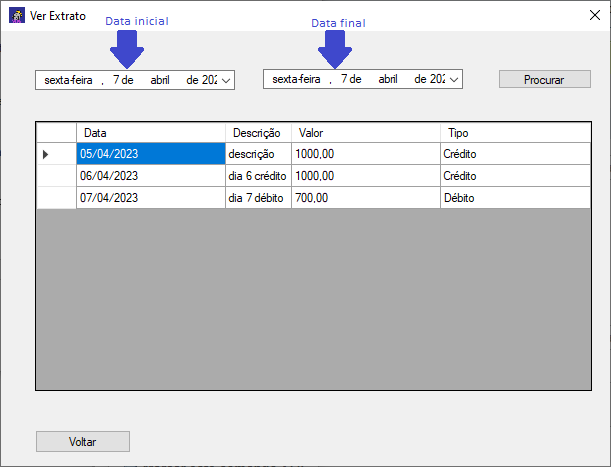 Ver Extrato
Data inicial
Data final
sexta-feira , 7 de abril de 202
sexta-feira , 7 de abril de 202
Procurar
Data Descrição Valor Tipo
05/04/2023 descrição 1000,00 Crédito
06/04/2023 dia 6 crédito 1000,00 Crédito
07/04/2023 dia 7 débito 700,00 Débito
Voltar